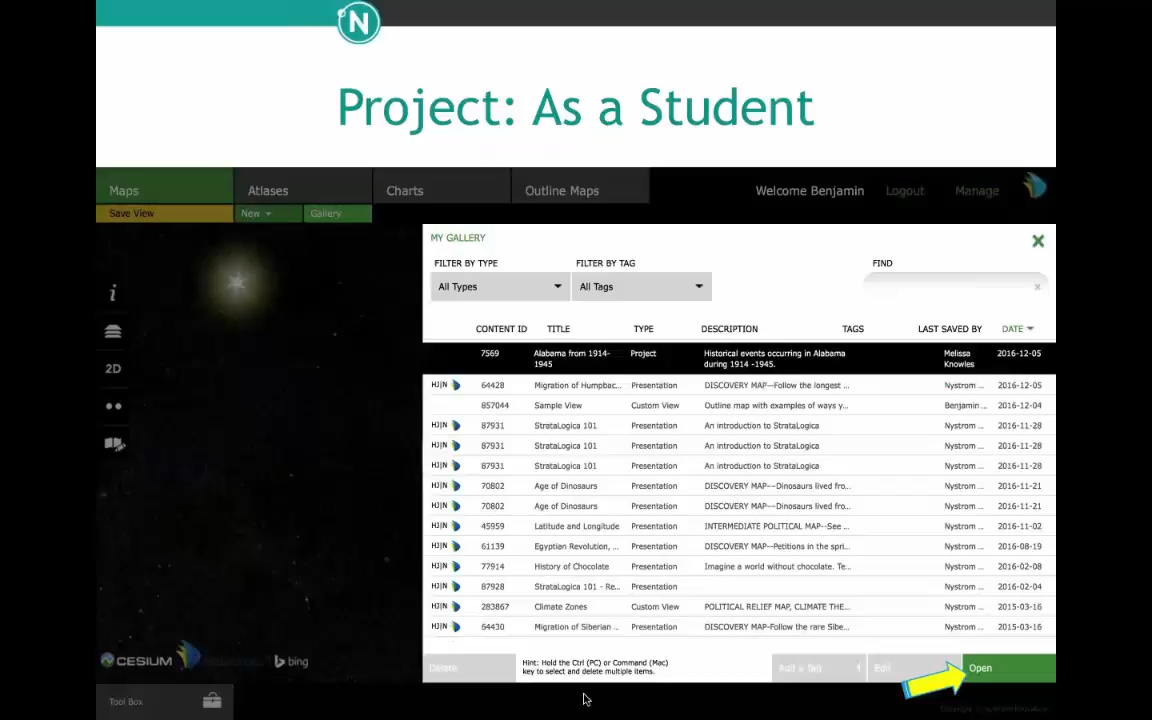 N
Project: As a Student
Maps Atlases Charts Outline Maps Welcome Benjamin Logout Manage
Save View New Gallery
MY GALLERY
FILTER BY TYPE FILTER BY TAG FIND
All Types All Tags
CONTENT ID TITLE TYPE DESCRIPTION TAGS LAST SAVED BY DATE
7569 Alabama from 1914- Project Historical events occurring in Alabama Melissa 2016-12-05
1945 during 1914 -1945. Knowles
HJ|N 64428 Migration of Humpbac... Presentation DISCOVERY MAP--Follow the longest ... Nystrom ... 2016-12-05
857044 Sample View Custom View Outline map with examples of ways y... Benjamin ... 2016-12-04
HJ|N 87931 StrataLogica 101 Presentation An introduction to StrataLogica Nystrom ... 2016-11-28
HJ|N 87931 StrataLogica 101 Presentation An introduction to StrataLogica Nystrom ... 2016-11-28
HJ|N 87931 StrataLogica 101 Presentation An introduction to StrataLogica Nystrom ... 2016-11-28
HJ|N 70802 Age of Dinosaurs Presentation DISCOVERY MAP--Dinosaurs lived fro... Nystrom ... 2016-11-21
HJ|N 70802 Age of Dinosaurs Presentation DISCOVERY MAP--Dinosaurs lived fro... Nystrom ... 2016-11-21
HJ|N 45959 Latitude and Longitude Presentation INTERMEDIATE POLITICAL MAP--See ... Nystrom ... 2016-11-02
HJ|N 61139 Egyptian Revolution, ... Presentation DISCOVERY MAP--Petitions in the spri... Nystrom ... 2016-08-19
HJ|N 77914 History of Chocolate Presentation Imagine a world without chocolate. Te... Nystrom ... 2016-02-08
HJ|N 87928 StrataLogica 101 - Re... Presentation Nystrom ... 2016-02-04
HJ|N 283867 Climate Zones Custom View POLITICAL RELIEF MAP, CLIMATE THE... Nystrom ... 2015-03-16
HJ|N 64430 Migration of Siberian ... Presentation DISCOVERY MAP-Follow the rare Sibe... Nystrom ... 2015-03-16
i
2D
CESIUM bing
Delete Hint: Hold the Ctrl (PC) or Command (Mac) Add a Tag Edit Open
key to select and delete multiple items.
Tool Box